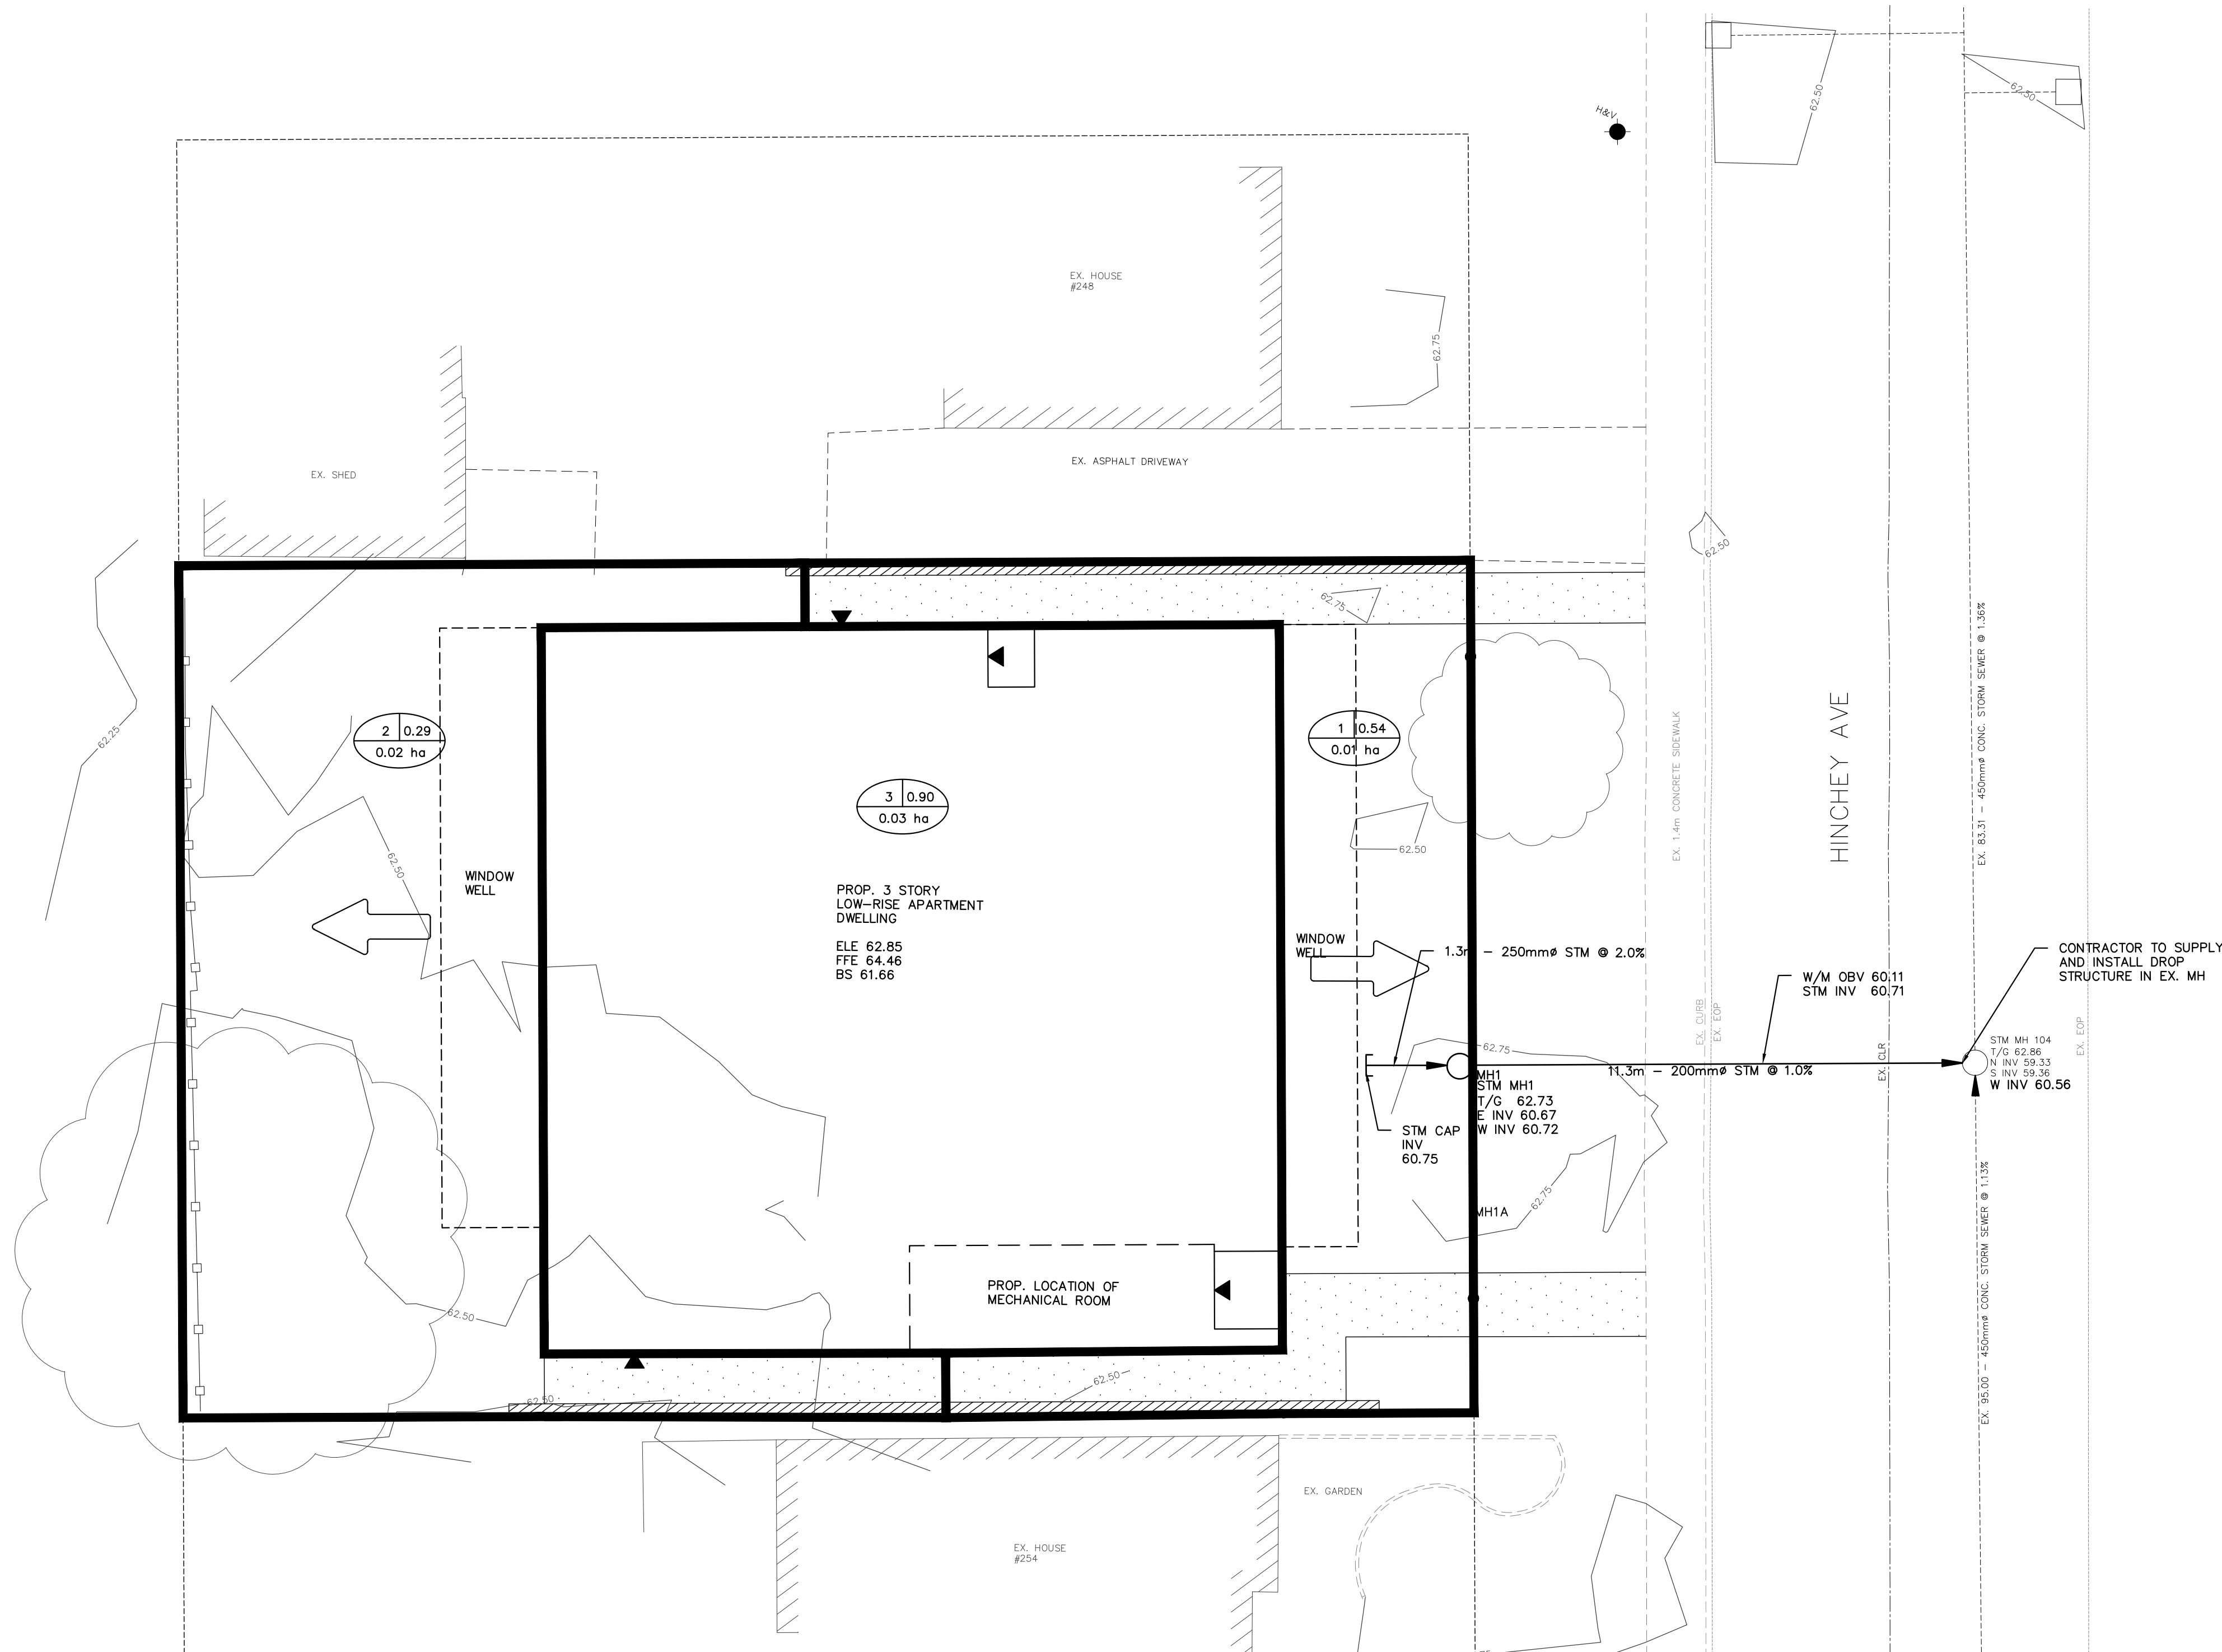 H&V
62.50
62.50
EX. HOUSE
#248
62.75
EX. ASPHALT DRIVEWAY
EX. SHED
62.50
62.75
62.25
2 0.29
0.02 ha
1 0.54
0.01 ha
3 0.90
0.03 ha
62.50
62.50
WINDOW
WELL
PROP. 3 STORY
LOW-RISE APARTMENT
DWELLING
ELE 62.85
FFE 64.46
BS 61.66
WINDOW
WELL
1.3m - 250mmø STM @ 2.0%
EX. 1.4m CONCRETE SIDEWALK
HINCHEY AVE
EX. 83.31 - 450mmø CONC. STORM SEWER @ 1.36%
CONTRACTOR TO SUPPLY
AND INSTALL DROP
STRUCTURE IN EX. MH
W/M OBV 60.11
STM INV 60.71
EX. CURB
EX. EOP
EX. EOP
EX. CLR
STM MH 104
T/G 62.86
N INV 59.33
S INV 59.36
W INV 60.56
62.75
11.3m - 200mmø STM @ 1.0%
MH1
STM MH1
T/G 62.73
E INV 60.67
W INV 60.72
STM CAP
INV
60.75
62.75
MH1A
EX. 95.00 - 450mmø CONC. STORM SEWER @ 1.13%
PROP. LOCATION OF
MECHANICAL ROOM
62.50
62.50
62.50
EX. GARDEN
EX. HOUSE
#254